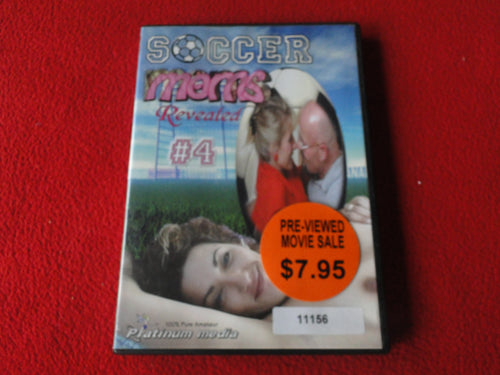 SOCCER
moms
Revealed
#4
PRE-VIEWED
MOVIE SALE
$7.95
11156
100% Pure Amateur
Platinum media